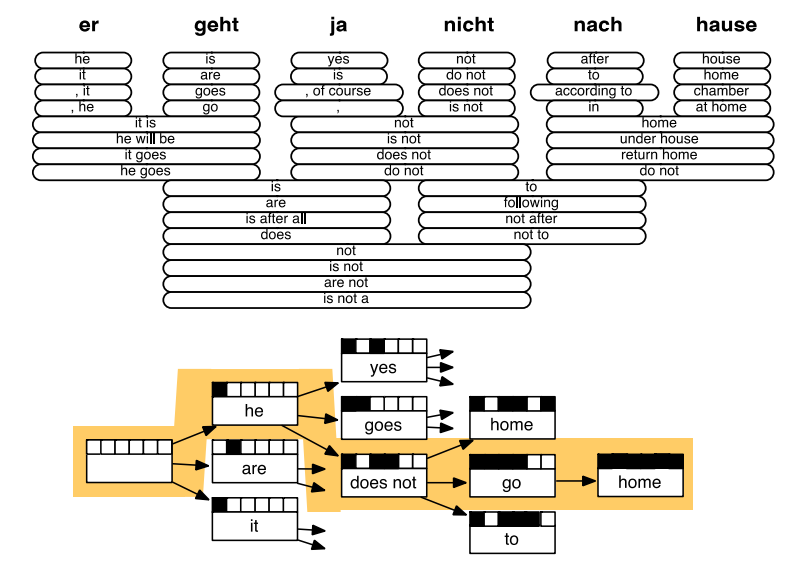 er geht ja nicht nach hause
he is yes not after house
it are is do not to home
, it goes , of course does not according to chamber
, he go , is not in at home
it is not home
he will be is not under house
it goes does not return home
he goes do not do not
is to
are following
is after all not after
does not to
not
is not
are not
is not a
yes
he goes home
are does not go home
it to